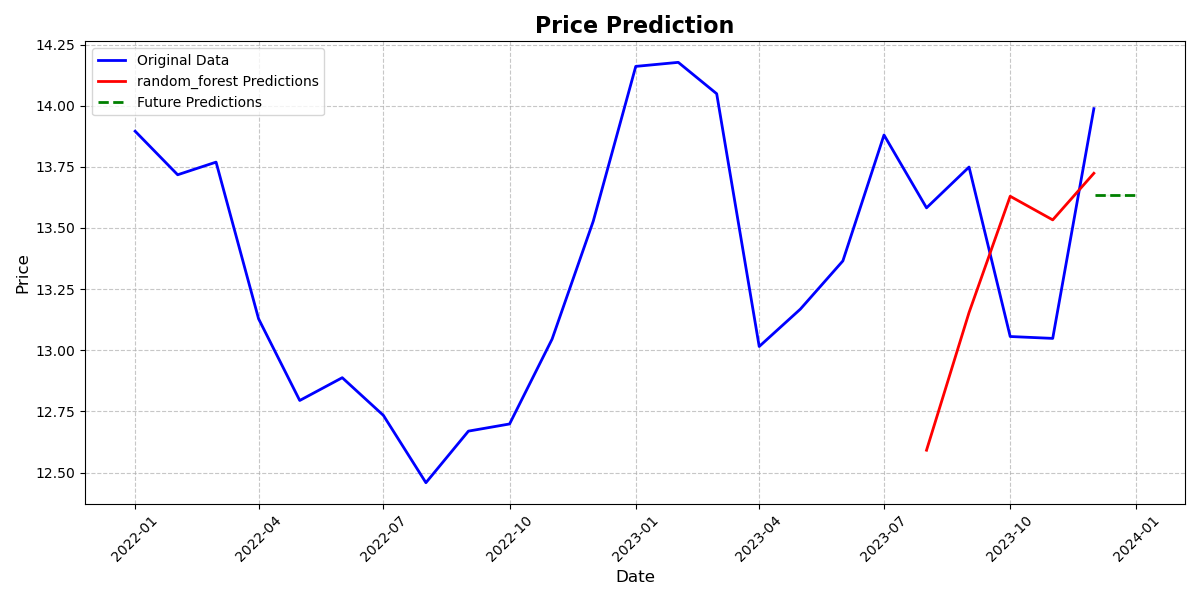 Price Prediction
Original Data
random_forest Predictions
Future Predictions
Price
14.25
14.00
13.75
13.50
13.25
13.00
12.75
12.50
2022-01
2022-04
2022-07
2022-10
2023-01
2023-04
2023-07
2023-10
2024-01
Date